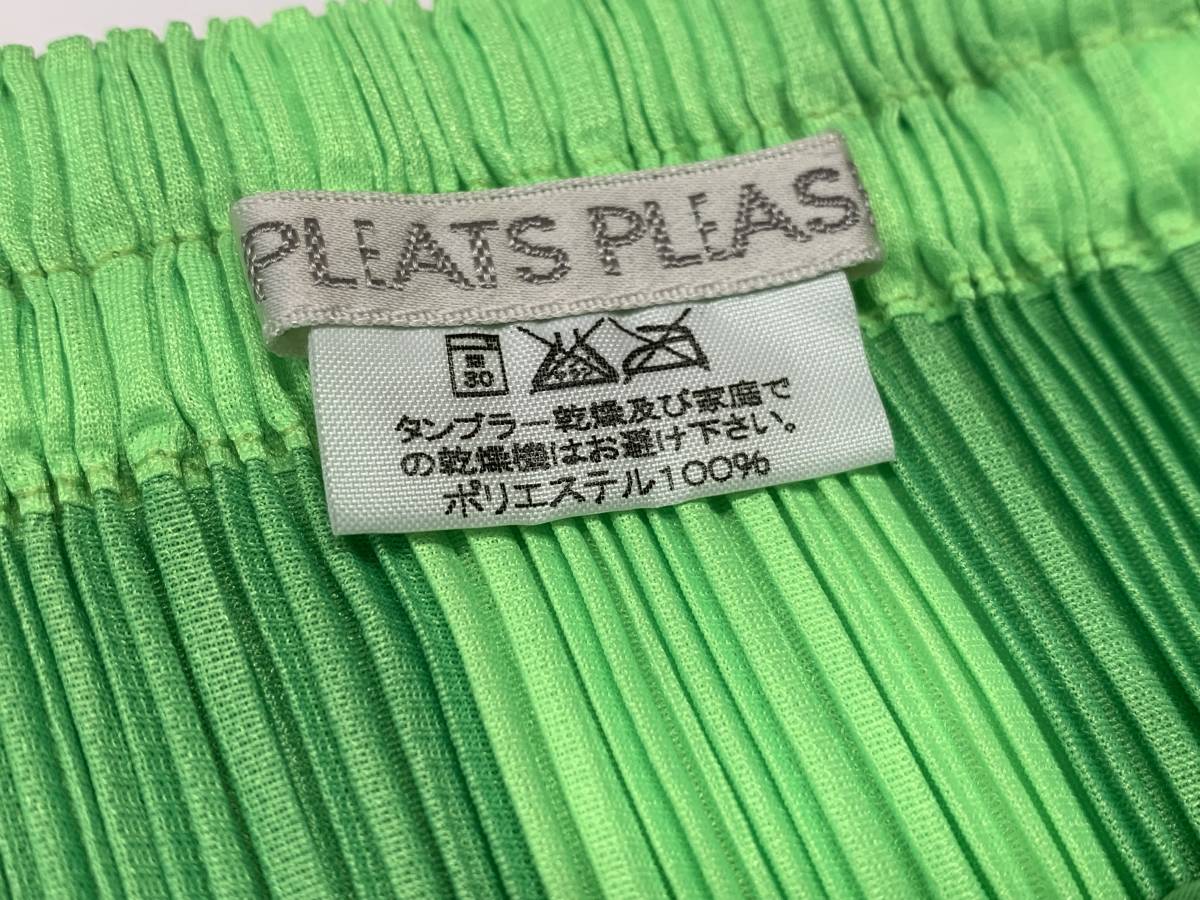 PLEATS PLEAS
30
タンブラー乾燥及び家庭で
の乾燥機はお避け下さい。
ポリエステル100%